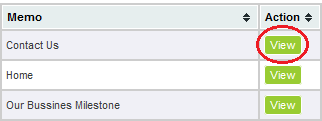 Memo Action
Contact Us View
Home View
Our Bussines Milestone View